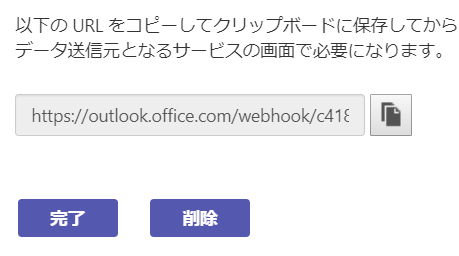 以下の URL をコピーしてクリップボードに保存してから
データ送信元となるサービスの画面で必要になります。
https://outlook.office.com/webhook/c418
完了
削除